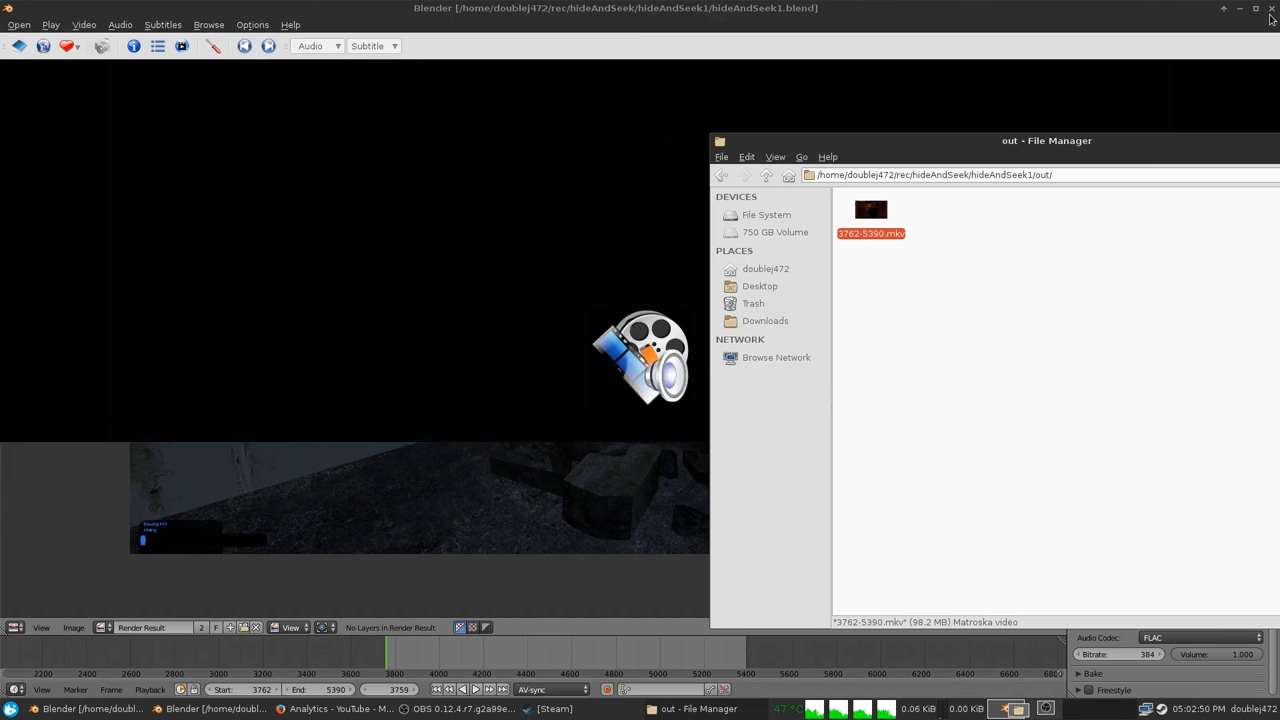 Blender [/home/doublej472/rec/hideAndSeek/hideAndSeek1/hideAndSeek1.blend]
Open Play Video Audio Subtitles Browse Options Help
Audio Subtitle
out - File Manager
File Edit View Go Help
/home/doublej472/rec/hideAndSeek/hideAndSeek1/out/
DEVICES
File System
750 GB Volume
PLACES
doublej472
Desktop
Trash
Downloads
NETWORK
Browse Network
3762-5390.mkv
"3762-5390.mkv" (98.2 MB) Matroska video
DoubleJ472
Hiding
View Image Render Result 2 F View No Layers in Render Result
Audio Codec: FLAC
Bitrate: 384 Volume: 1.000
Bake
Freestyle
2200 2400 2600 2800 3000 3200 3400 3600 3800 4000 4200 4400 4600 4800 5000 5200 5400 5600 5800 6000 6200 6400 6600 680
View Marker Frame Playback Start: 3762 End: 5390 3759 AV-sync
Blender [/home/doubl... Blender [/home/doubl... Analytics - YouTube - M... OBS 0.12.4.r7.g2a99e... [Steam] out - File Manager 47 °C 0.06 KiB 0.00 KiB 05:02:50 PM doublej472